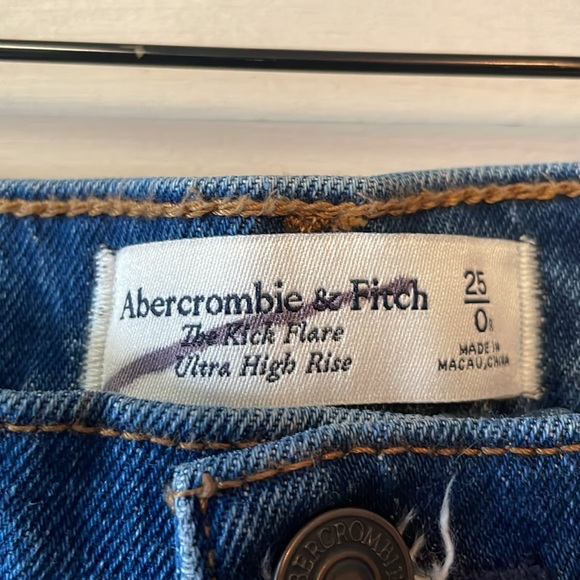 Abercrombie & Fitch
The Kick Flare
Ultra High Rise
25
0R
MADE IN
MACAU, CHINA
ABERCROMBIE